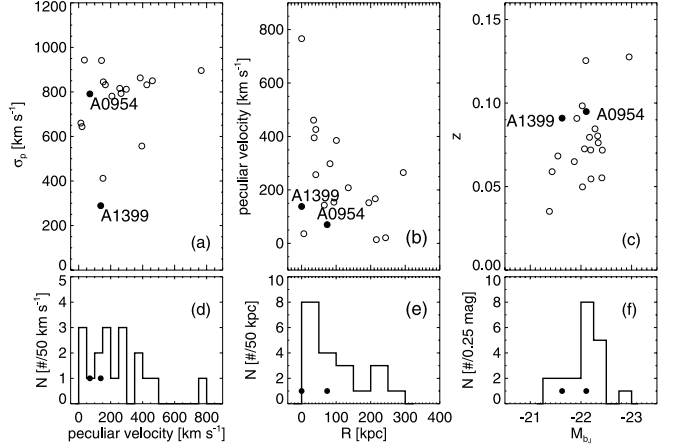 1200
1000
800
600
400
200
0
σp [km s⁻¹]
A0954
A1399
(a)
800
600
400
200
0
peculiar velocity [km s⁻¹]
A1399
A0954
(b)
0.15
0.10
0.05
0.00
z
A1399
A0954
(c)
5
4
3
2
1
0
N [#/50 km s⁻¹]
(d)
0 200 400 600 800
peculiar velocity [km s⁻¹]
10
8
6
4
2
0
N [#/50 kpc]
(e)
0 100 200 300 400
R [kpc]
10
8
6
4
2
0
N [#/0.25 mag]
(f)
-21 -22 -23
M_bJ